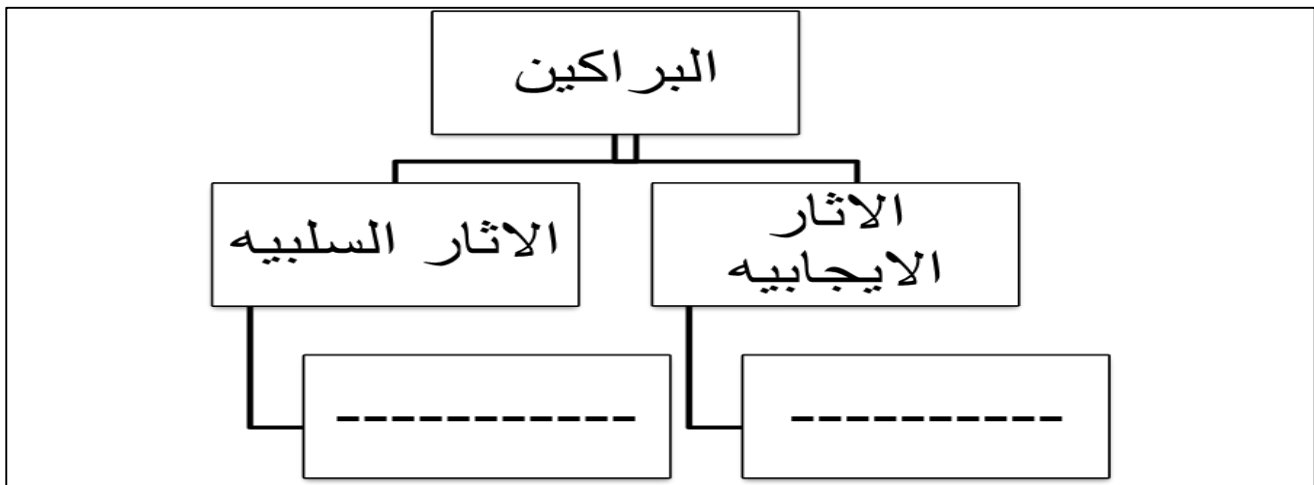 البراكين
الاثار
الايجابيه
الاثار السلبيه
----------
-----------